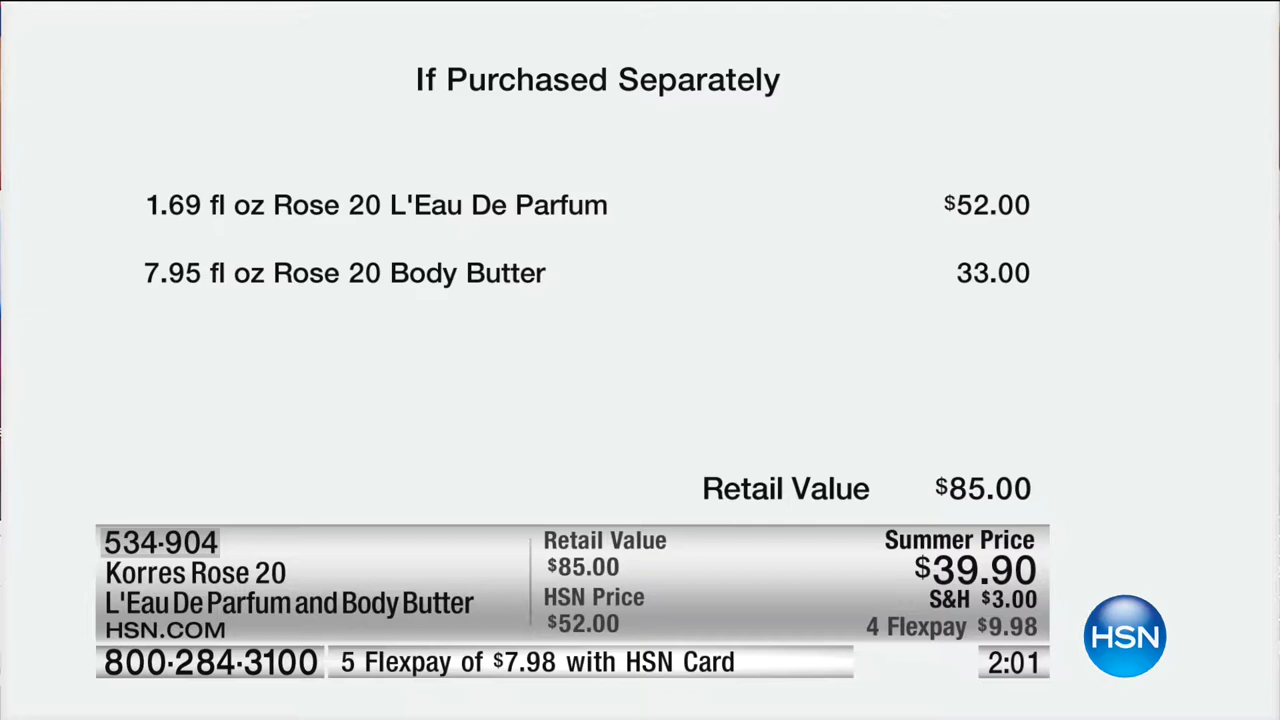 If Purchased Separately
1.69 fl oz Rose 20 L'Eau De Parfum $52.00
7.95 fl oz Rose 20 Body Butter 33.00
Retail Value $85.00
534·904
Korres Rose 20
L'Eau De Parfum and Body Butter
HSN.COM
Retail Value
$85.00
HSN Price
$52.00
Summer Price
$39.90
S&H $3.00
4 Flexpay $9.98
800·284·3100
5 Flexpay of $7.98 with HSN Card
2:01
HSN